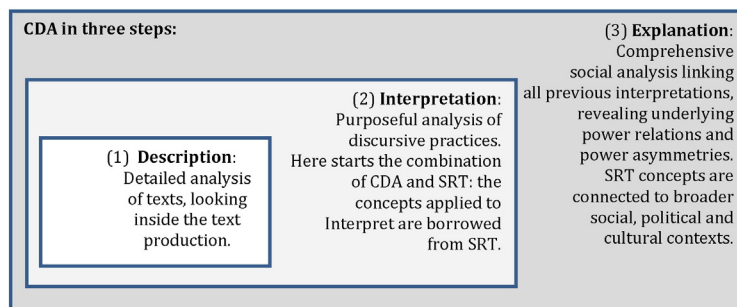 CDA in three steps:
(1) Description:
Detailed analysis
of texts, looking
inside the text
production.
(2) Interpretation:
Purposeful analysis of
discursive practices.
Here starts the combination
of CDA and SRT: the
concepts applied to
Interpret are borrowed
from SRT.
(3) Explanation:
Comprehensive
social analysis linking
all previous interpretations,
revealing underlying
power relations and
power asymmetries.
SRT concepts are
connected to broader
social, political and
cultural contexts.